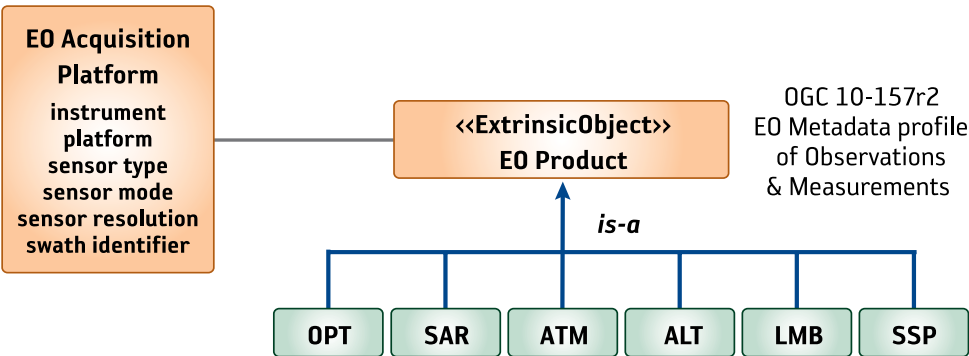 EO Acquisition
Platform
instrument
platform
sensor type
sensor mode
sensor resolution
swath identifier
‹‹ExtrinsicObject››
EO Product
OGC 10-157r2
EO Metadata profile
of Observations
& Measurements
is-a
OPT
SAR
ATM
ALT
LMB
SSP